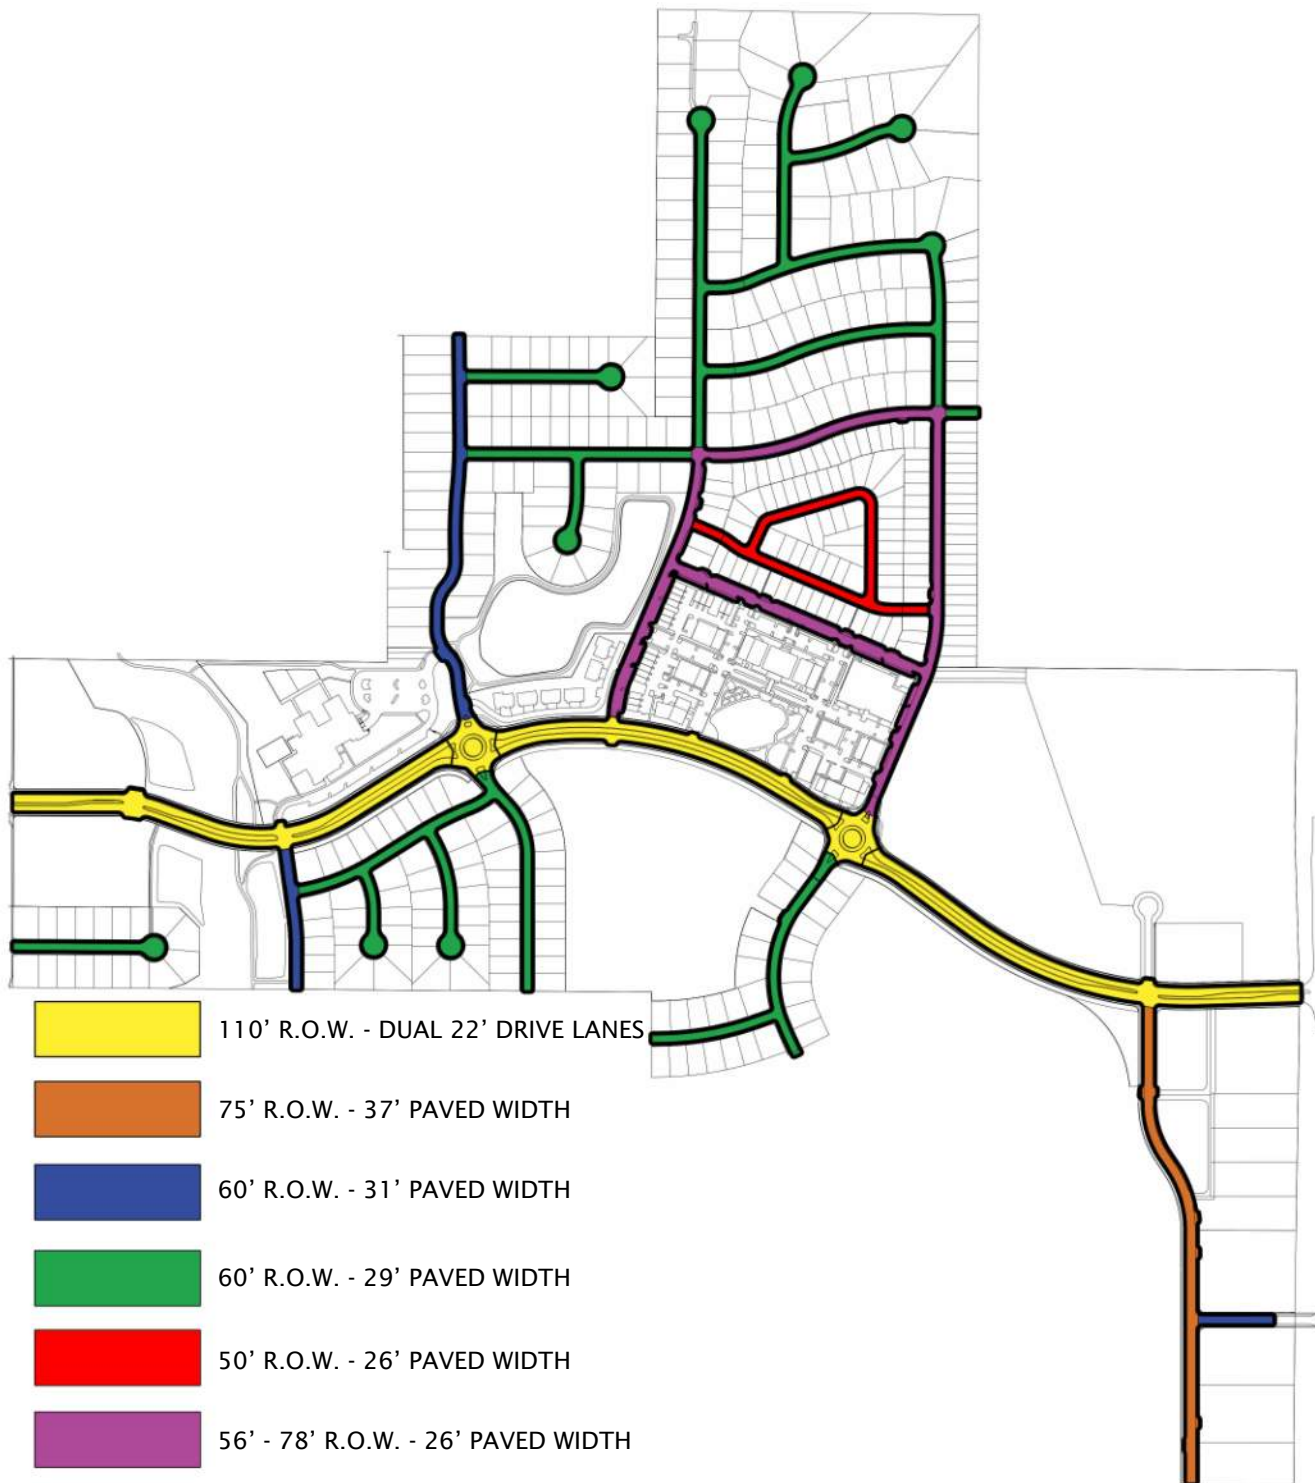 110’ R.O.W. - DUAL 22’ DRIVE LANES
75’ R.O.W. - 37’ PAVED WIDTH
60’ R.O.W. - 31’ PAVED WIDTH
60’ R.O.W. - 29’ PAVED WIDTH
50’ R.O.W. - 26’ PAVED WIDTH
56’ - 78’ R.O.W. - 26’ PAVED WIDTH